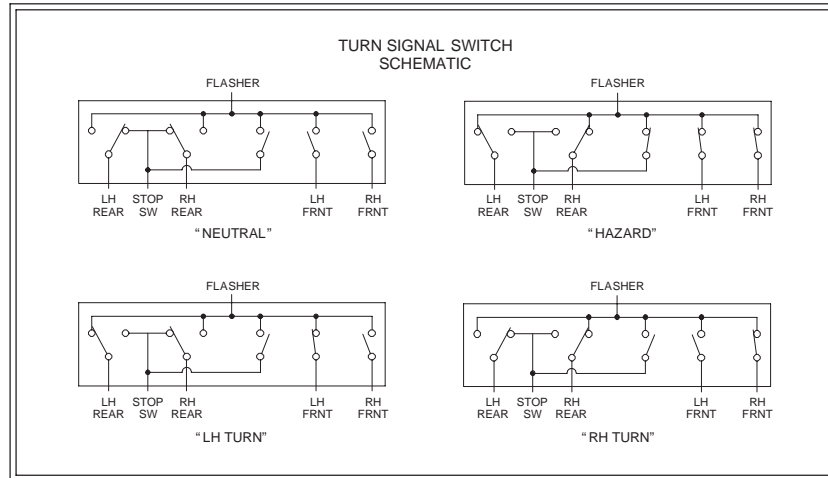 TURN SIGNAL SWITCH
SCHEMATIC
FLASHER
LH REAR
STOP SW
RH REAR
LH FRNT
RH FRNT
“NEUTRAL”
FLASHER
LH REAR
STOP SW
RH REAR
LH FRNT
RH FRNT
“HAZARD”
FLASHER
LH REAR
STOP SW
RH REAR
LH FRNT
RH FRNT
“LH TURN”
FLASHER
LH REAR
STOP SW
RH REAR
LH FRNT
RH FRNT
“RH TURN”